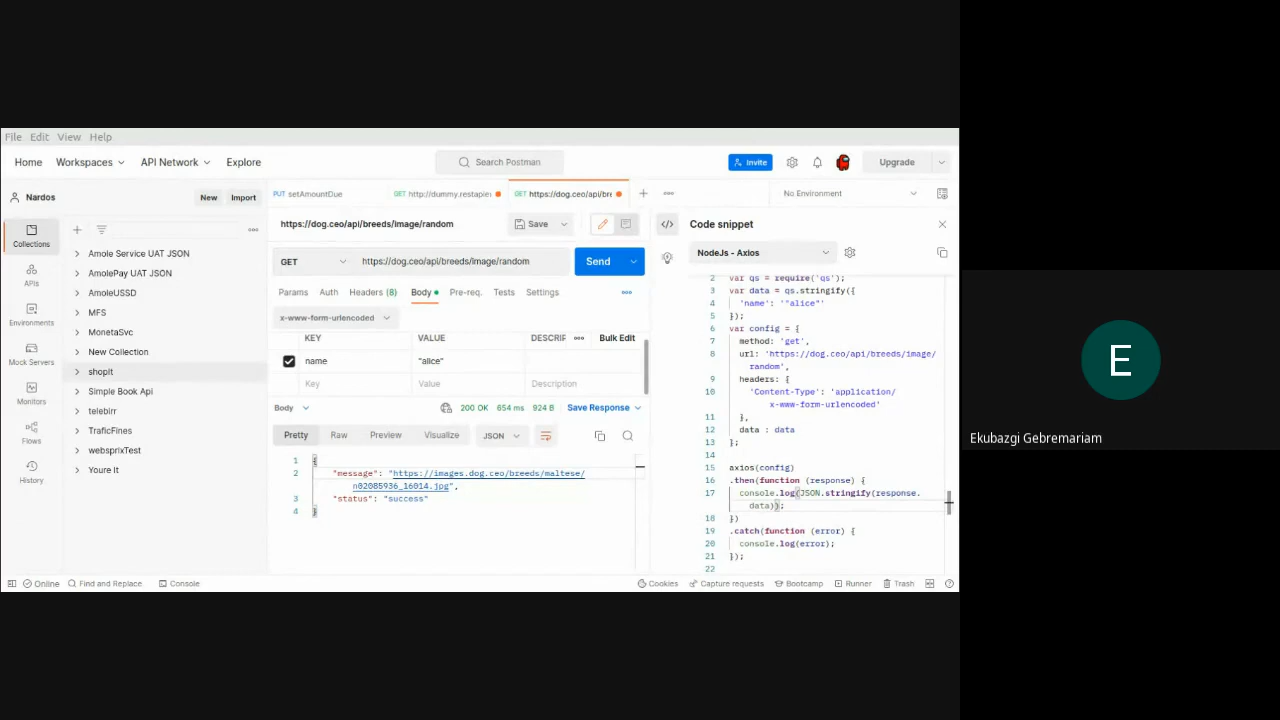 File Edit View Help
Home Workspaces API Network Explore Search Postman Invite Upgrade
Nardos New Import
PUT setAmountDue GET http://dummy.restapie GET https://dog.ceo/api/bre No Environment
https://dog.ceo/api/breeds/image/random Save
GET https://dog.ceo/api/breeds/image/random Send
Params Auth Headers (8) Body Pre-req. Tests Settings
x-www-form-urlencoded
KEY VALUE DESCRIP Bulk Edit
name "alice"
Key Value Description
Body 200 OK 654 ms 924 B Save Response
Pretty Raw Preview Visualize JSON
1 {
2 "message": "https://images.dog.ceo/breeds/maltese/
n02085936_16014.jpg",
3 "status": "success"
4 }
Collections
APIs
Environments
Mock Servers
Monitors
Flows
History
Amole Service UAT JSON
AmolePay UAT JSON
AmoleUSSD
MFS
MonetaSvc
New Collection
shopIt
Simple Book Api
telebirr
TraficFines
websprixTest
Youre It
Code snippet
NodeJs - Axios
2 var qs = require('qs');
3 var data = qs.stringify({
4 'name': '"alice"'
5 });
6 var config = {
7 method: 'get',
8 url: 'https://dog.ceo/api/breeds/image/
random',
9 headers: {
10 'Content-Type': 'application/
x-www-form-urlencoded'
11 },
12 data : data
13 };
14
15 axios(config)
16 .then(function (response) {
17 console.log(JSON.stringify(response.
data));
18 })
19 .catch(function (error) {
20 console.log(error);
21 });
22
Online Find and Replace Console Cookies Capture requests Bootcamp Runner Trash
E
Ekubazgi Gebremariam